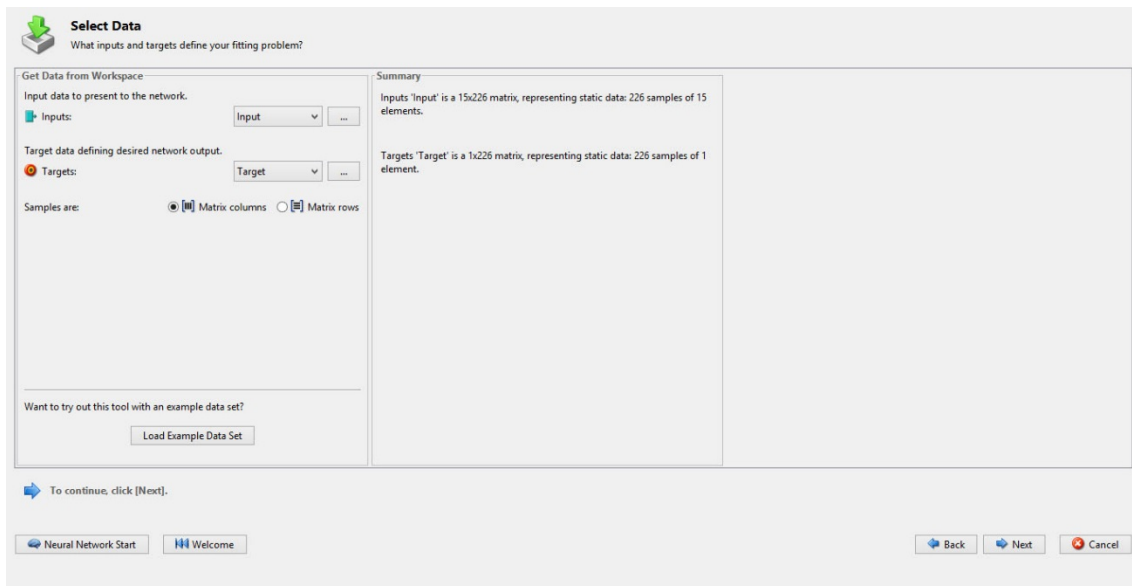 Select Data
What inputs and targets define your fitting problem?
Get Data from Workspace
Input data to present to the network.
Inputs:
Input
...
Target data defining desired network output.
Targets:
Target
...
Samples are:
Matrix columns
Matrix rows
Want to try out this tool with an example data set?
Load Example Data Set
Summary
Inputs 'Input' is a 15x226 matrix, representing static data: 226 samples of 15
elements.
Targets 'Target' is a 1x226 matrix, representing static data: 226 samples of 1
element.
To continue, click [Next].
Neural Network Start
Welcome
Back
Next
Cancel